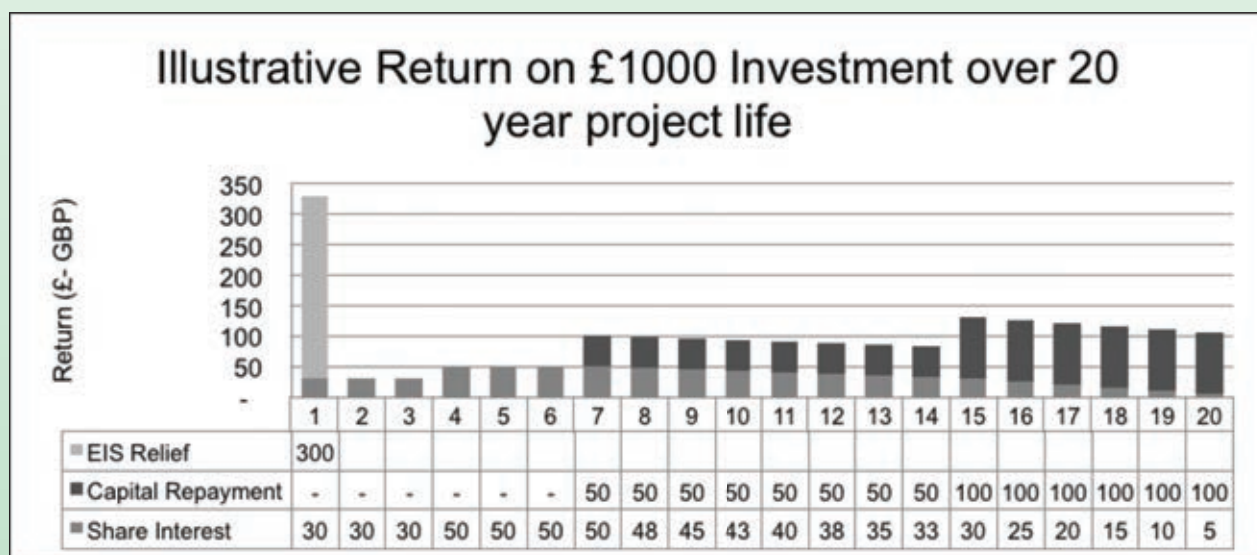 Illustrative Return on £1000 Investment over 20
year project life
Return (£- GBP)
350
300
250
200
150
100
50
-
1 2 3 4 5 6 7 8 9 10 11 12 13 14 15 16 17 18 19 20
EIS Relief 300
Capital Repayment - - - - - - 50 50 50 50 50 50 50 50 100 100 100 100 100 100
Share Interest 30 30 30 50 50 50 50 48 45 43 40 38 35 33 30 25 20 15 10 5